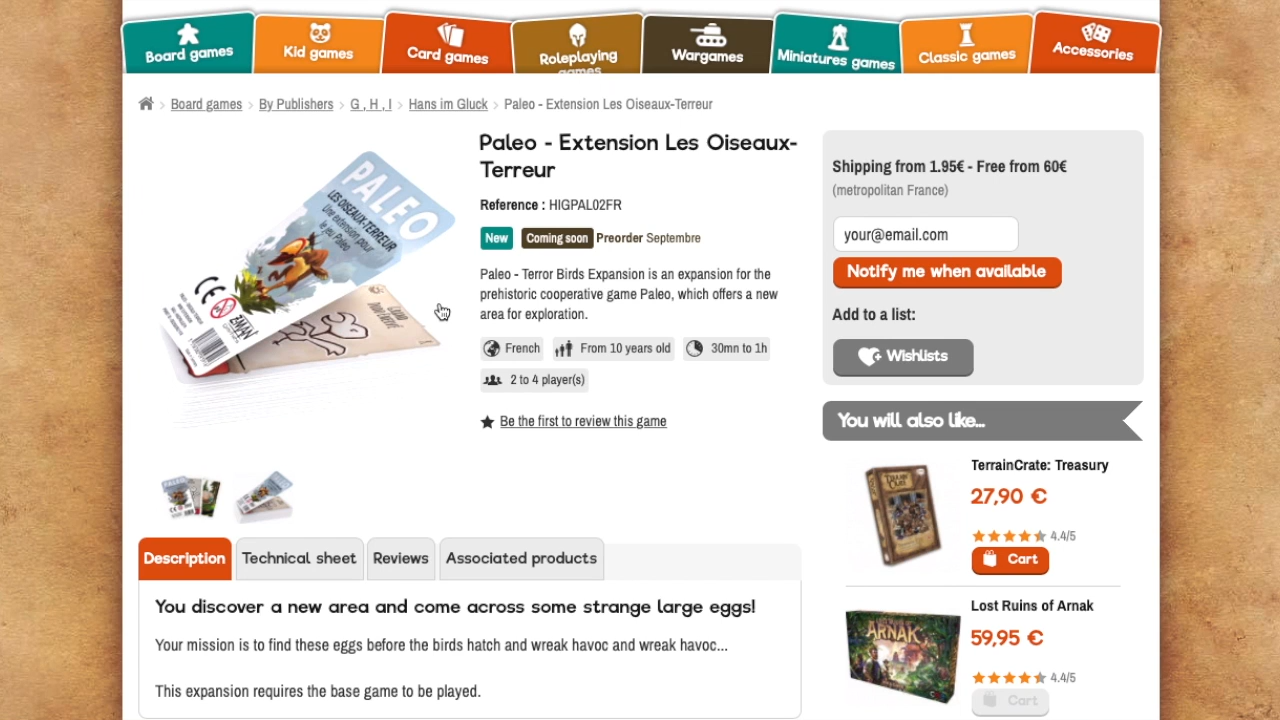 Board games
Kid games
Card games
Roleplaying
games
Wargames
Miniatures games
Classic games
Accessories
Board games
By Publishers
G , H , I
Hans im Gluck
Paleo - Extension Les Oiseaux-Terreur
PALEO
LES OISEAUX-TERREUR
Une extension pour
le jeu Paléo
CE
Z-MAN
Paleo - Extension Les Oiseaux-
Terreur
Reference : HIGPAL02FR
New Coming soon Preorder Septembre
Paleo - Terror Birds Expansion is an expansion for the
prehistoric cooperative game Paleo, which offers a new
area for exploration.
French From 10 years old 30mn to 1h
2 to 4 player(s)
Be the first to review this game
Description Technical sheet Reviews Associated products
You discover a new area and come across some strange large eggs!
Your mission is to find these eggs before the birds hatch and wreak havoc and wreak havoc...
This expansion requires the base game to be played.
Shipping from 1.95€ - Free from 60€
(metropolitan France)
your@email.com
Notify me when available
Add to a list:
Wishlists
You will also like...
TerrainCrate: Treasury
27,90 €
4.4/5
Cart
ARNAK
Lost Ruins of Arnak
59,95 €
4.4/5
Cart